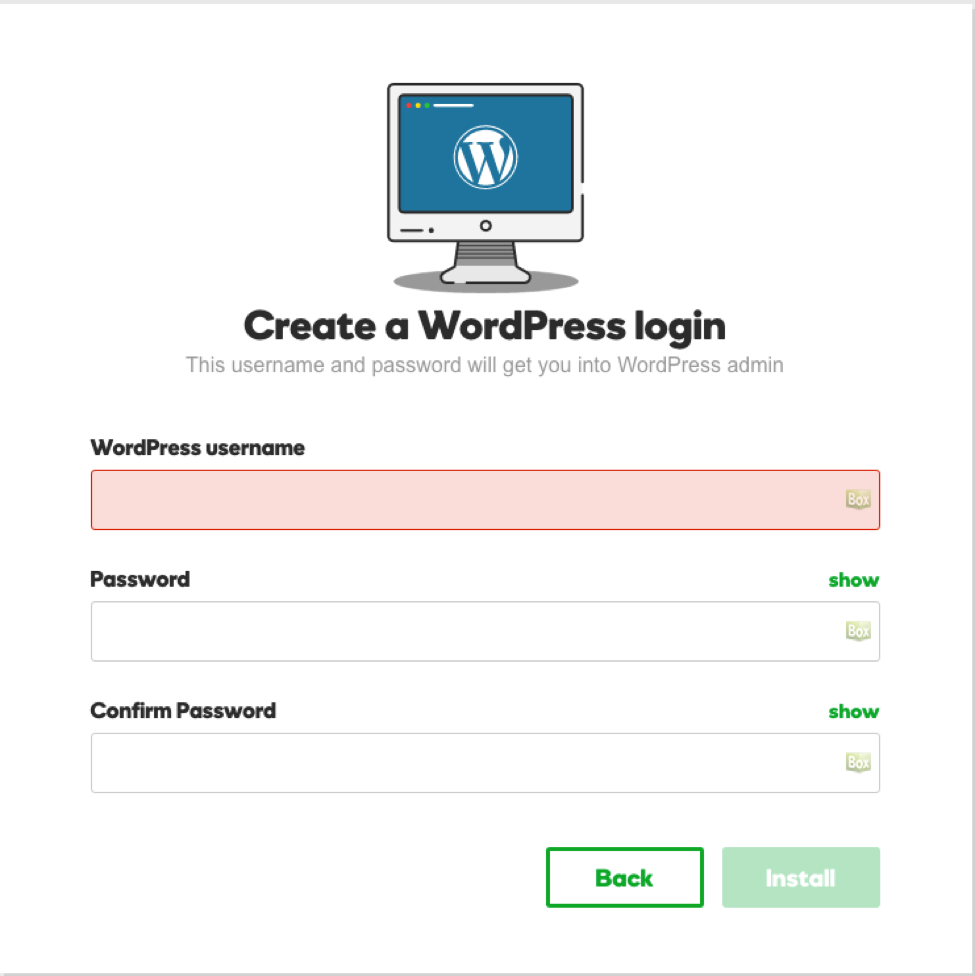 Create a WordPress login
This username and password will get you into WordPress admin
WordPress username
Box
Password show
Box
Confirm Password show
Box
Back Install